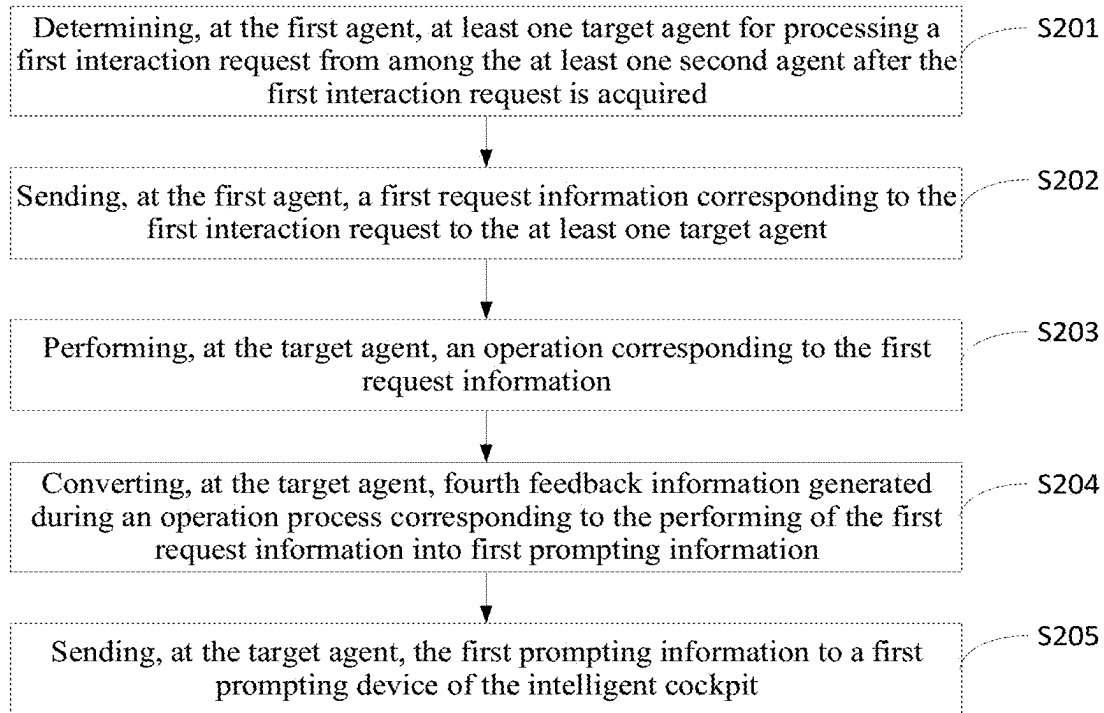 Determining, at the first agent, at least one target agent for processing a
first interaction request from among the at least one second agent after the
first interaction request is acquired
S201
Sending, at the first agent, a first request information corresponding to the
first interaction request to the at least one target agent
S202
Performing, at the target agent, an operation corresponding to the first
request information
S203
Converting, at the target agent, fourth feedback information generated
during an operation process corresponding to the performing of the first
request information into first prompting information
S204
Sending, at the target agent, the first prompting information to a first
prompting device of the intelligent cockpit
S205